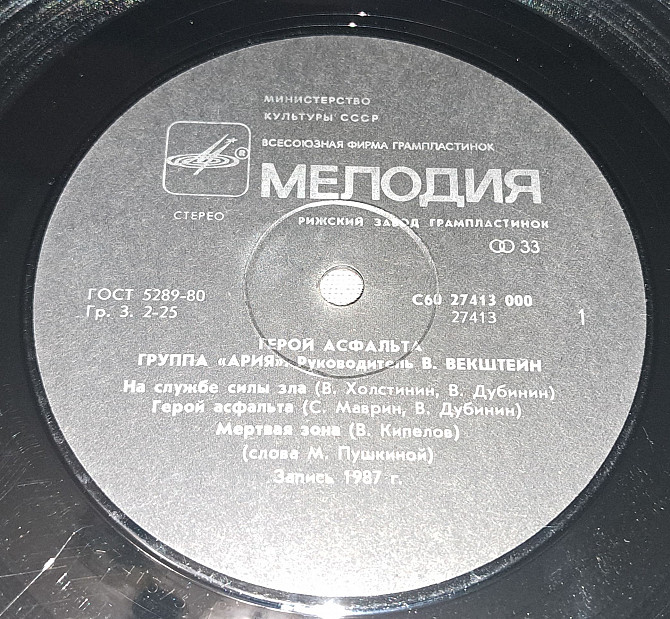 МИНИСТЕРСТВО
КУЛЬТУРЫ СССР
ВСЕСОЮЗНАЯ ФИРМА ГРАМПЛАСТИНОК
®
МЕЛОДИЯ
СТЕРЕО
РИЖСКИЙ ЗАВОД ГРАМПЛАСТИНОК
33
ГОСТ 5289-80
Гр. 3. 2-25
С60 27413 000
27413
1
ГЕРОЙ АСФАЛЬТА
ГРУППА «АРИЯ». Руководитель В. ВЕКШТЕЙН
На службе силы зла (В. Холстинин, В. Дубинин)
Герой асфальта (С. Маврин, В. Дубинин)
Мертвая зона (В. Кипелов)
(слова М. Пушкиной)
Запись 1987 г.